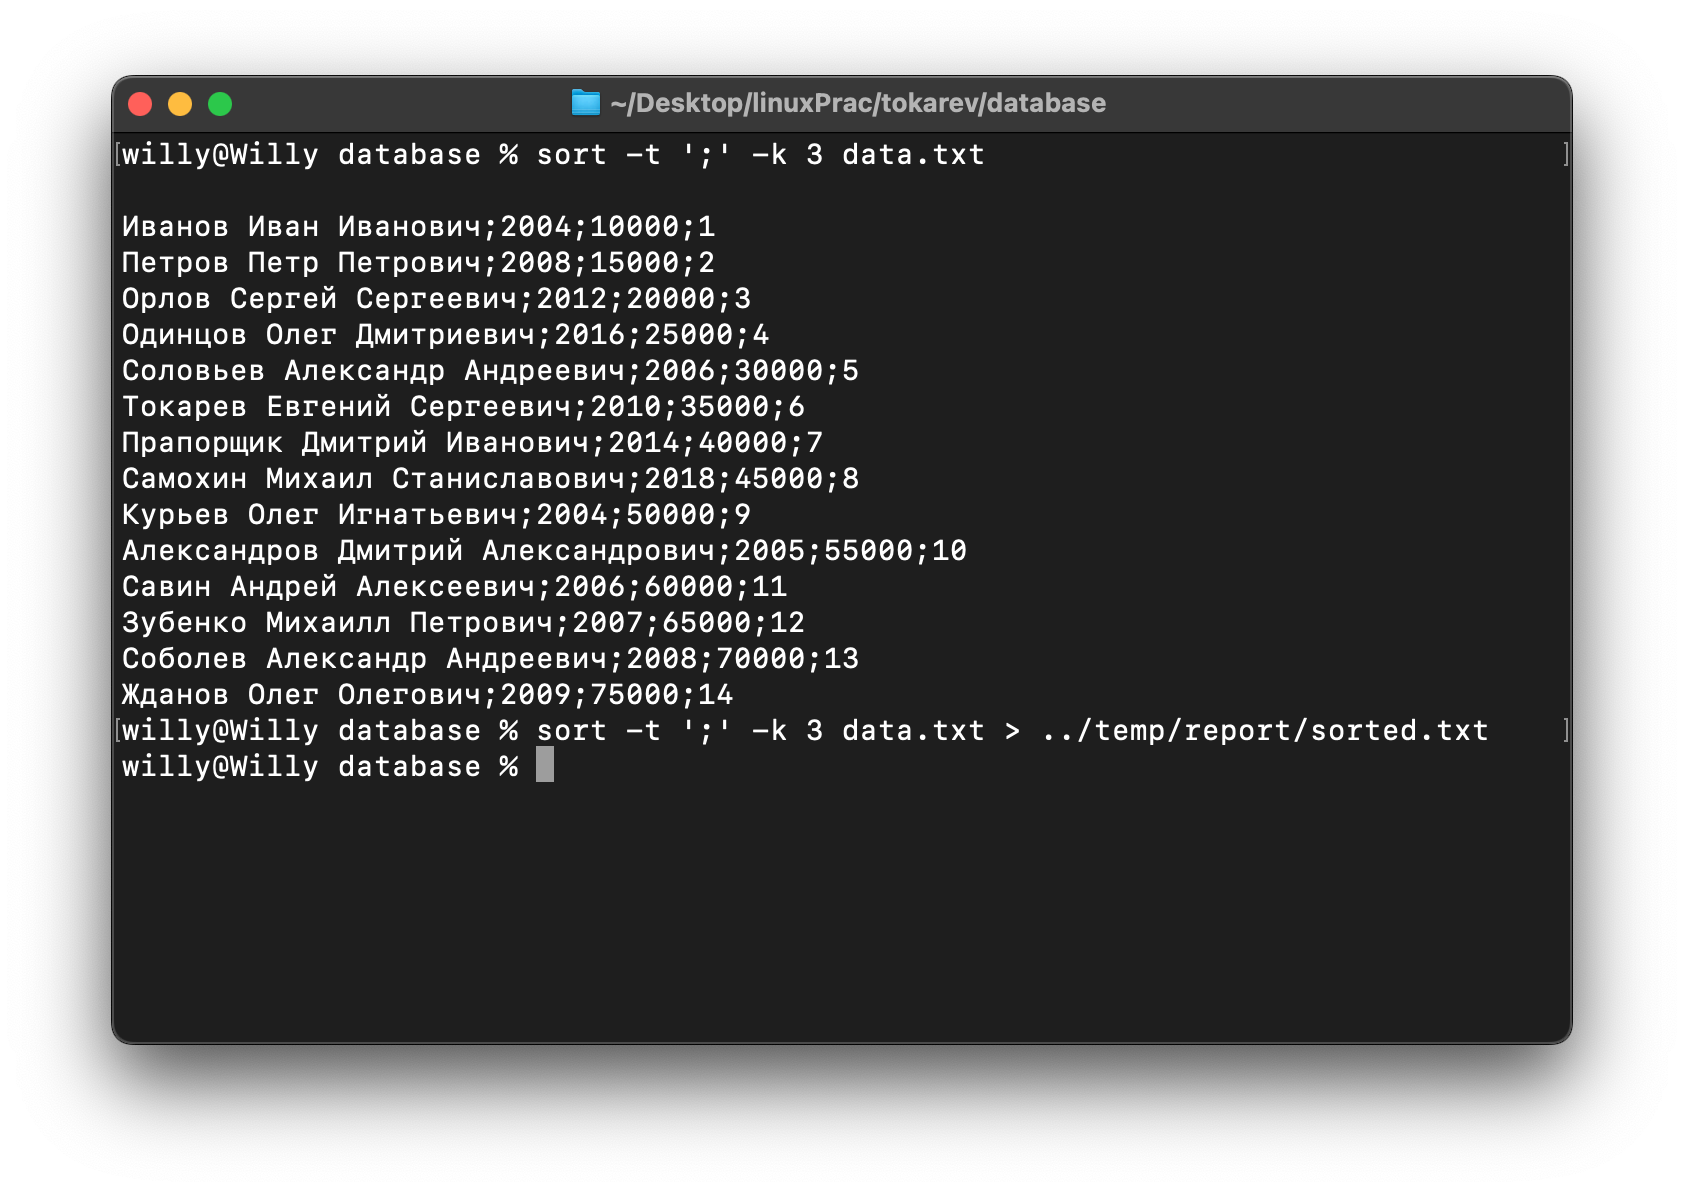 ~/Desktop/linuxPrac/tokarev/database
[willy@Willy database % sort -t ';' -k 3 data.txt ]
Иванов Иван Иванович;2004;10000;1
Петров Петр Петрович;2008;15000;2
Орлов Сергей Сергеевич;2012;20000;3
Одинцов Олег Дмитриевич;2016;25000;4
Соловьев Александр Андреевич;2006;30000;5
Токарев Евгений Сергеевич;2010;35000;6
Прапорщик Дмитрий Иванович;2014;40000;7
Самохин Михаил Станиславович;2018;45000;8
Курьев Олег Игнатьевич;2004;50000;9
Александров Дмитрий Александрович;2005;55000;10
Савин Андрей Алексеевич;2006;60000;11
Зубенко Михаилл Петрович;2007;65000;12
Соболев Александр Андреевич;2008;70000;13
Жданов Олег Олегович;2009;75000;14
[willy@Willy database % sort -t ';' -k 3 data.txt > ../temp/report/sorted.txt ]
willy@Willy database %